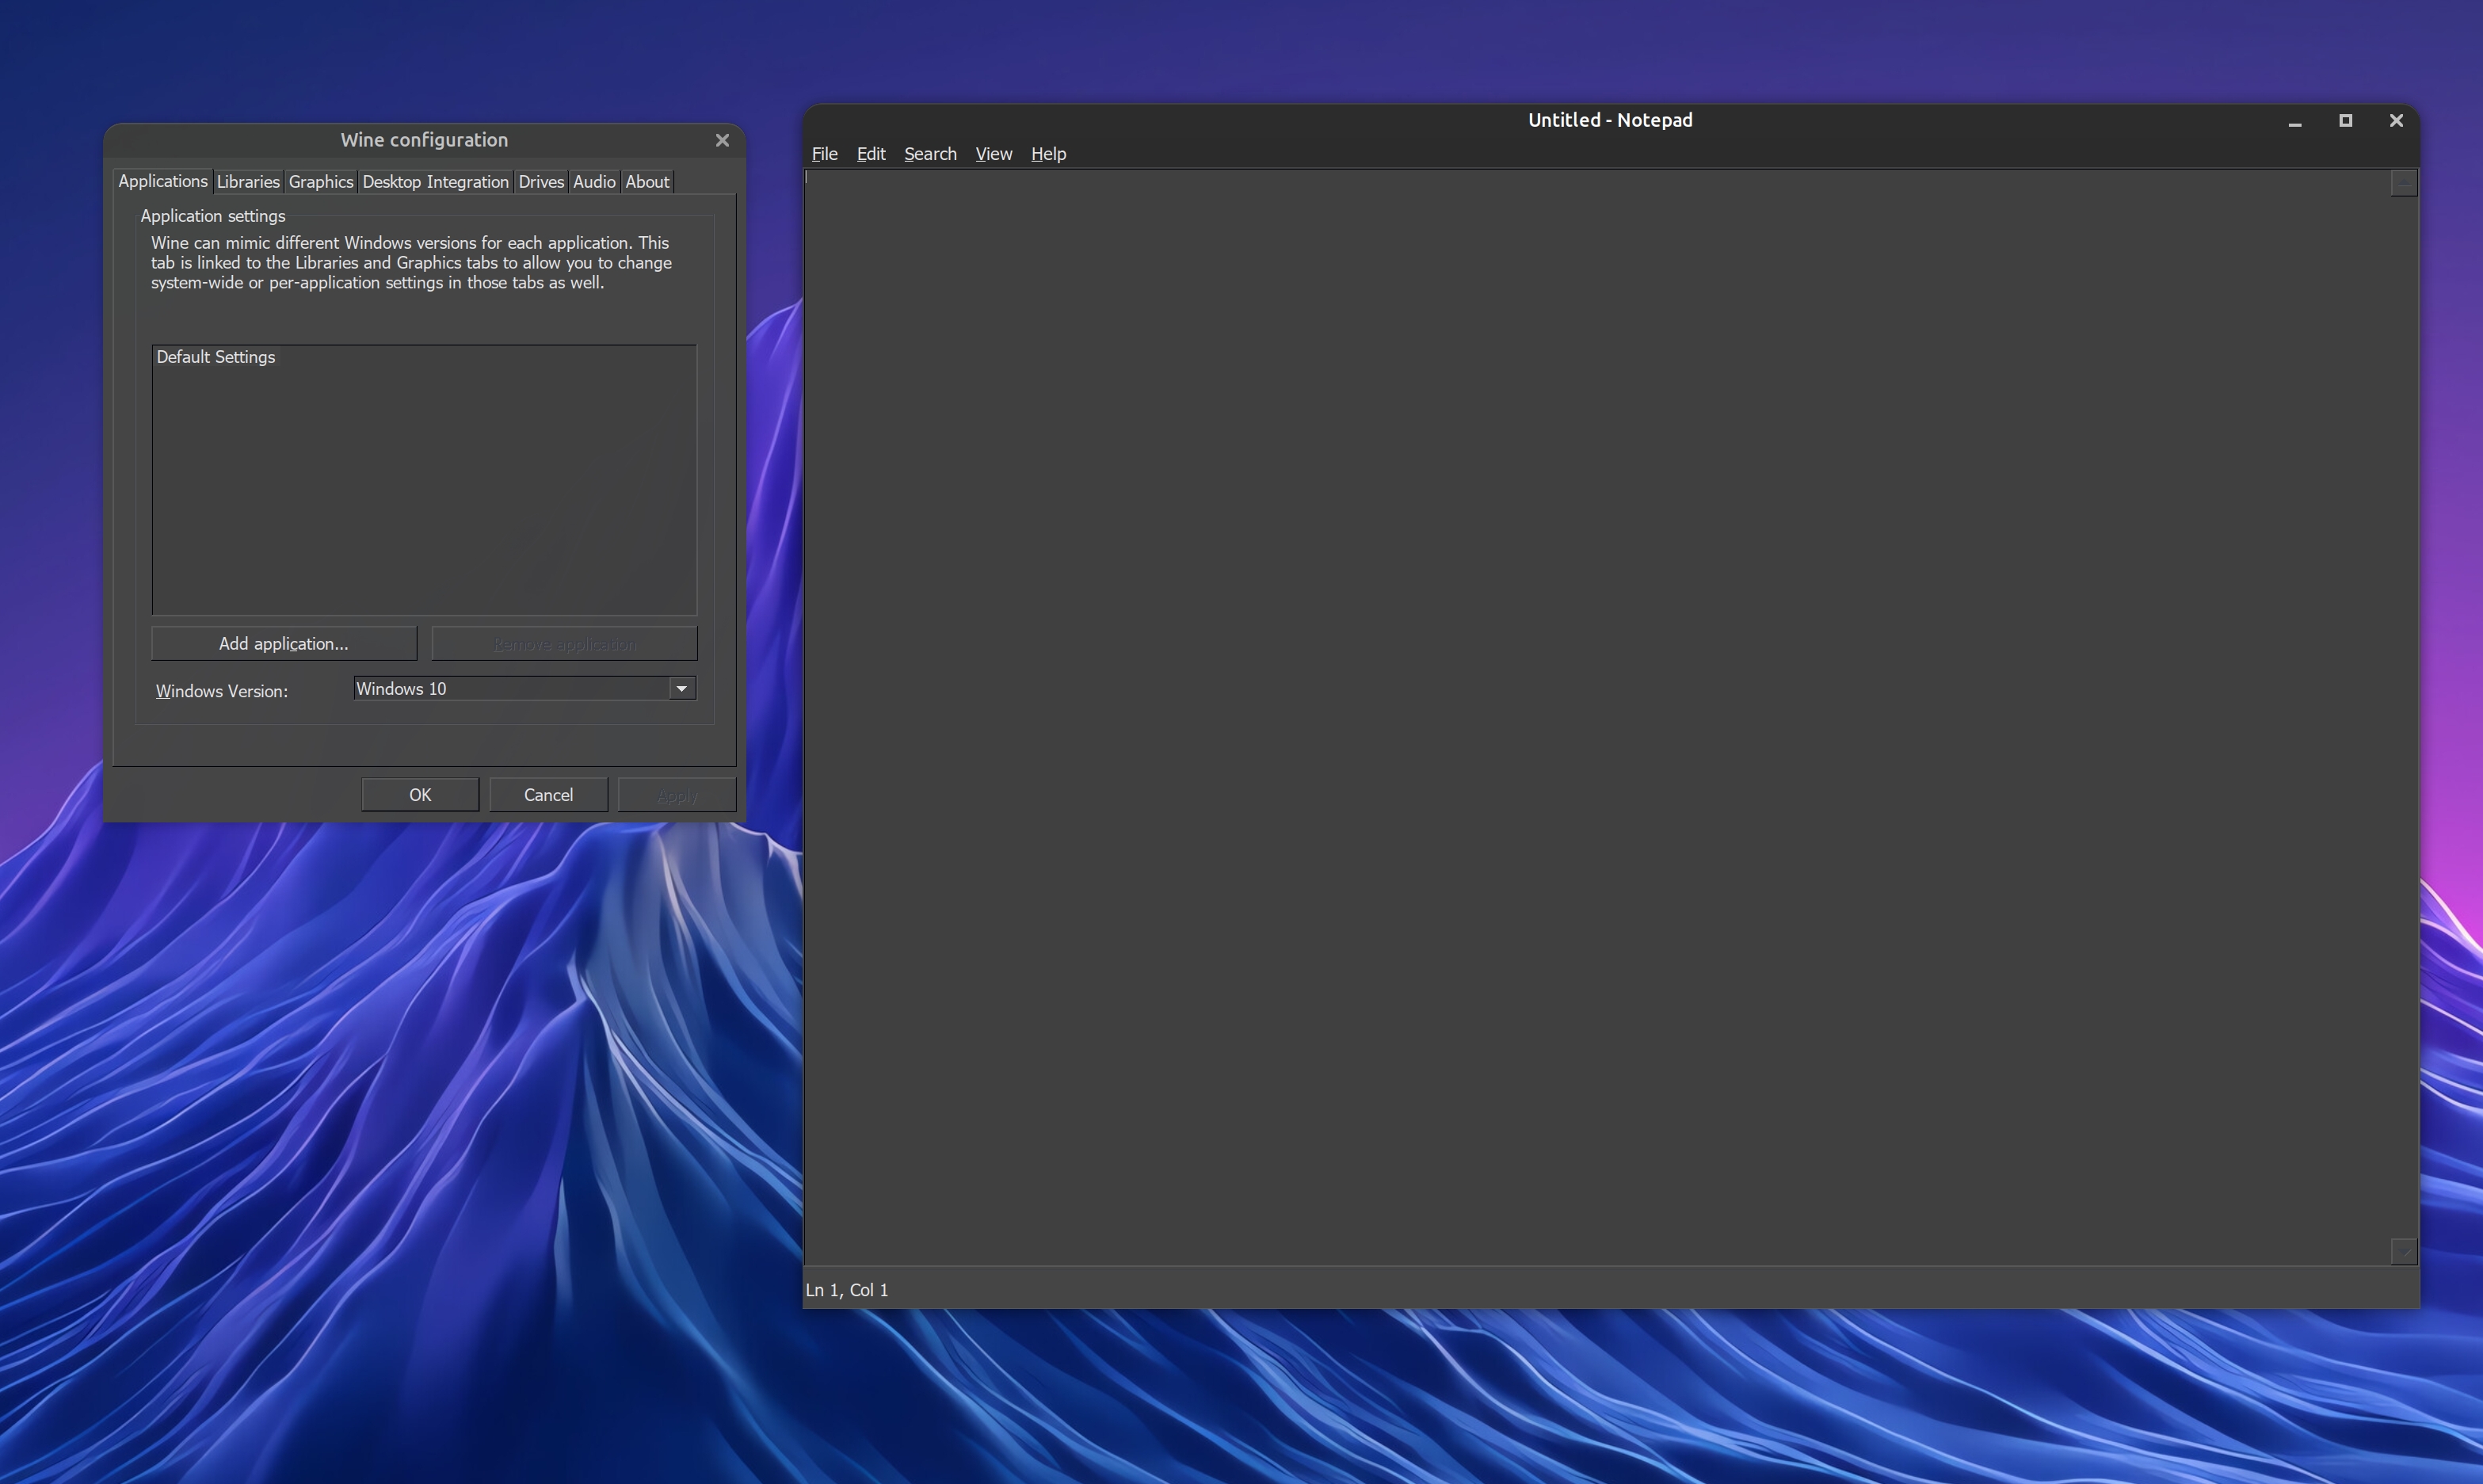 Wine configuration
Applications Libraries Graphics Desktop Integration Drives Audio About
Application settings
Wine can mimic different Windows versions for each application. This
tab is linked to the Libraries and Graphics tabs to allow you to change
system-wide or per-application settings in those tabs as well.
Default Settings
Add application... Remove application
Windows Version: Windows 10
OK Cancel Apply
Untitled - Notepad
File Edit Search View Help
Ln 1, Col 1